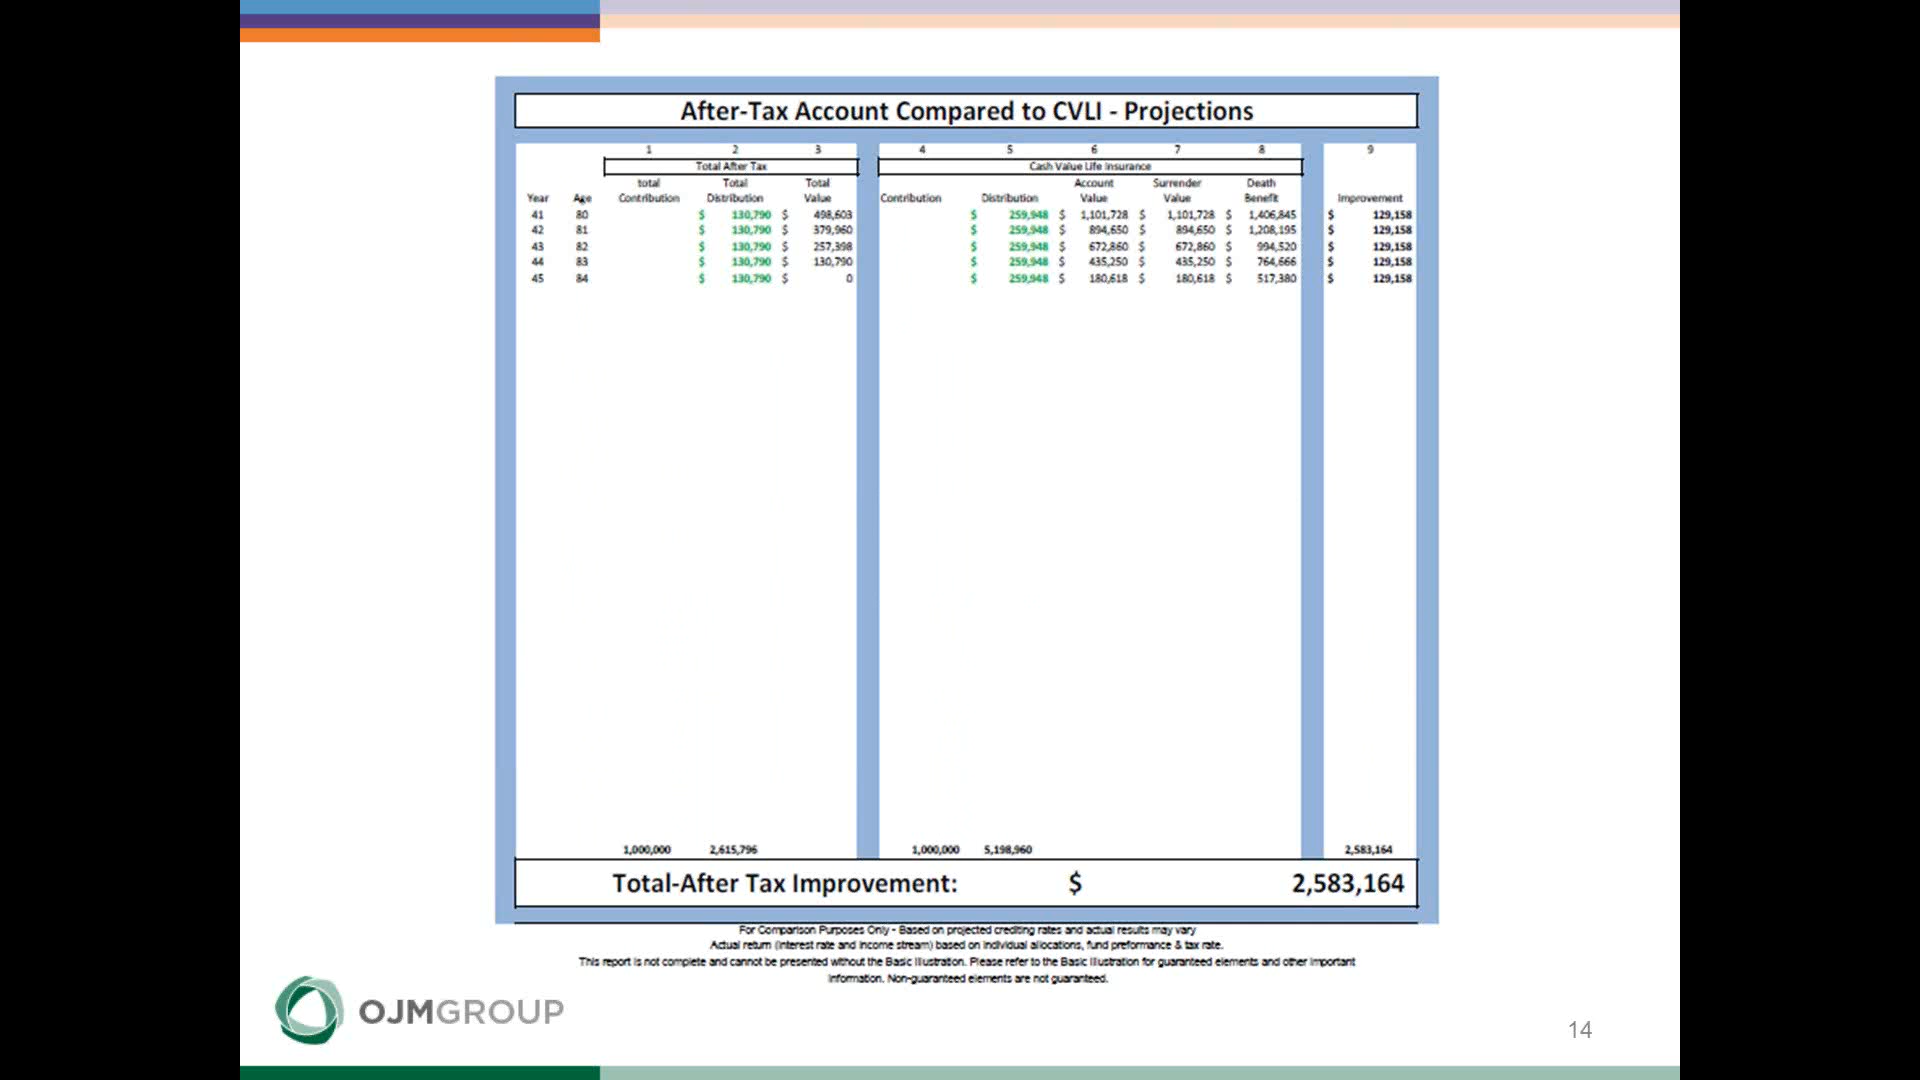 After-Tax Account Compared to CVLI - Projections
1 2 3 4 5 6 7 8 9
Total After Tax Cash Value Life Insurance
total Total Total Account Surrender Death
Year Age Contribution Distribution Value Contribution Distribution Value Value Benefit Improvement
41 80 $ 130,790 $ 498,603 $ 259,948 $ 1,101,728 $ 1,101,728 $ 1,406,845 $ 129,158
42 81 $ 130,790 $ 379,960 $ 259,948 $ 894,650 $ 894,650 $ 1,208,195 $ 129,158
43 82 $ 130,790 $ 257,398 $ 259,948 $ 672,860 $ 672,860 $ 994,520 $ 129,158
44 83 $ 130,790 $ 130,790 $ 259,948 $ 435,250 $ 435,250 $ 764,666 $ 129,158
45 84 $ 130,790 $ 0 $ 259,948 $ 180,618 $ 180,618 $ 517,380 $ 129,158
1,000,000 2,615,796 1,000,000 5,198,960 2,583,164
Total-After Tax Improvement: $ 2,583,164
For Comparison Purposes Only - Based on projected crediting rates and actual results may vary
Actual return (interest rate and income stream) based on individual allocations, fund preformance & tax rate.
This report is not complete and cannot be presented without the Basic Illustration. Please refer to the Basic Illustration for guaranteed elements and other important
information. Non-guaranteed elements are not guaranteed.
OJMGROUP
14